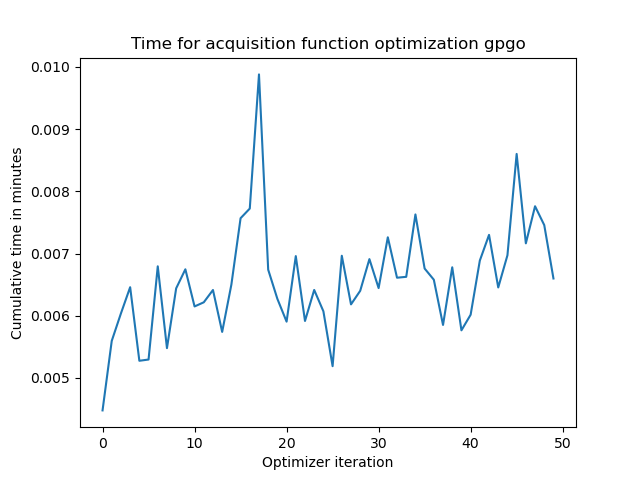 Time for acquisition function optimization gpgo
0.010
0.009
0.008
0.007
0.006
0.005
Cumulative time in minutes
0 10 20 30 40 50
Optimizer iteration